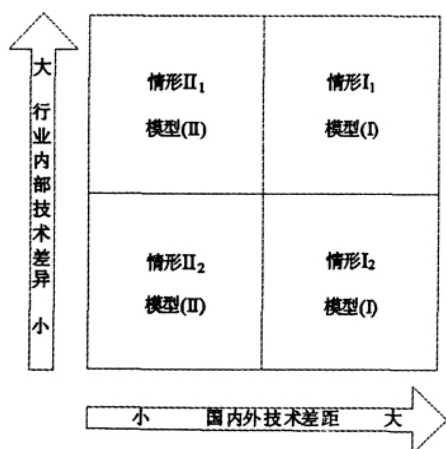 大 行业内部技术差异 小
情形II₁
模型(II)
情形I₁
模型(I)
情形II₂
模型(II)
情形I₂
模型(I)
小 国内外技术差距 大